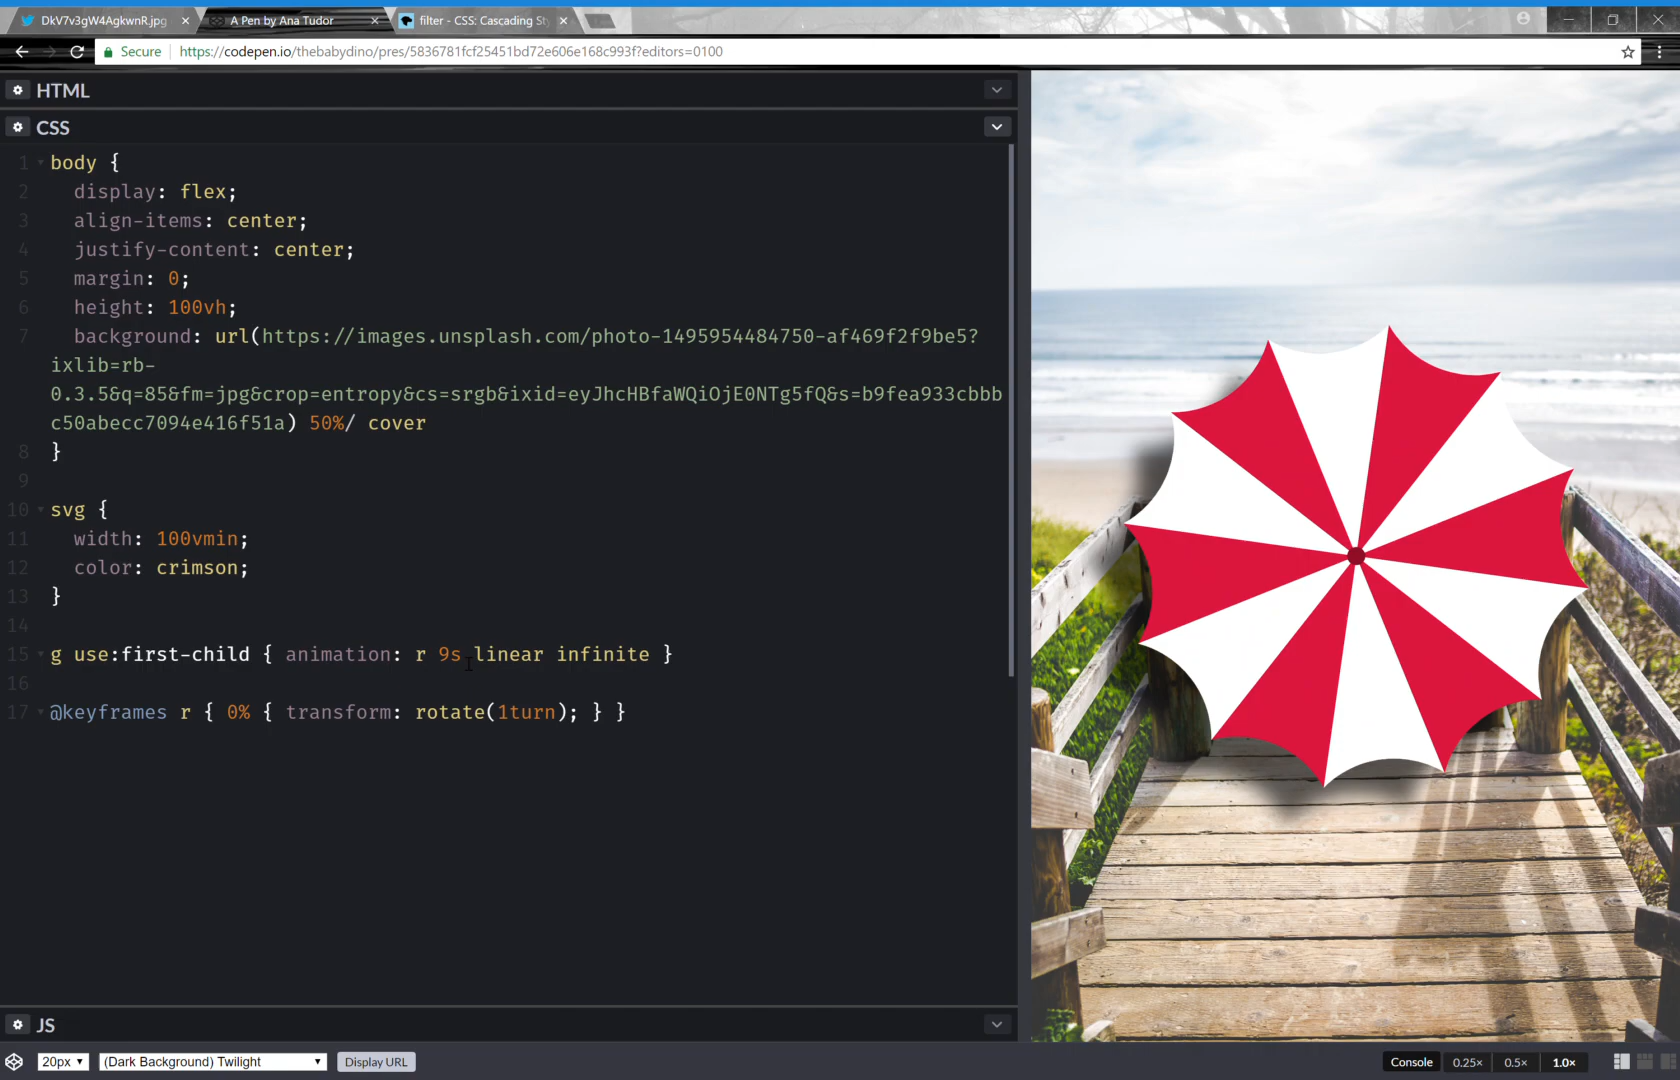 DkV7v3gW4AgkwnR.jpg
A Pen by Ana Tudor
filter - CSS: Cascading St
Secure https://codepen.io/thebabydino/pres/5836781fcf25451bd72e606e168c993f?editors=0100
HTML
CSS
1 body {
2 display: flex;
3 align-items: center;
4 justify-content: center;
5 margin: 0;
6 height: 100vh;
7 background: url(https://images.unsplash.com/photo-1495954484750-af469f2f9be5?
ixlib=rb-
0.3.5&q=85&fm=jpg&crop=entropy&cs=srgb&ixid=eyJhcHBfaWQiOjE0NTg5fQ&s=b9fea933cbbb
c50abecc7094e416f51a) 50%/ cover
8 }
9
10 svg {
11 width: 100vmin;
12 color: crimson;
13 }
14
15 g use:first-child { animation: r 9s linear infinite }
16
17 @keyframes r { 0% { transform: rotate(1turn); } }
JS
20px (Dark Background) Twilight Display URL Console 0.25× 0.5× 1.0×